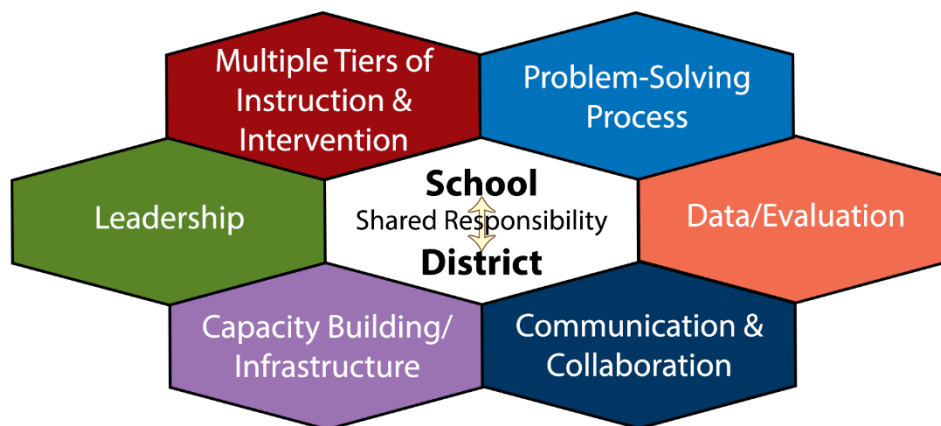 Multiple Tiers of
Instruction &
Intervention
Problem-Solving
Process
Leadership
School
Shared Responsibility
District
Data/Evaluation
Capacity Building/
Infrastructure
Communication &
Collaboration